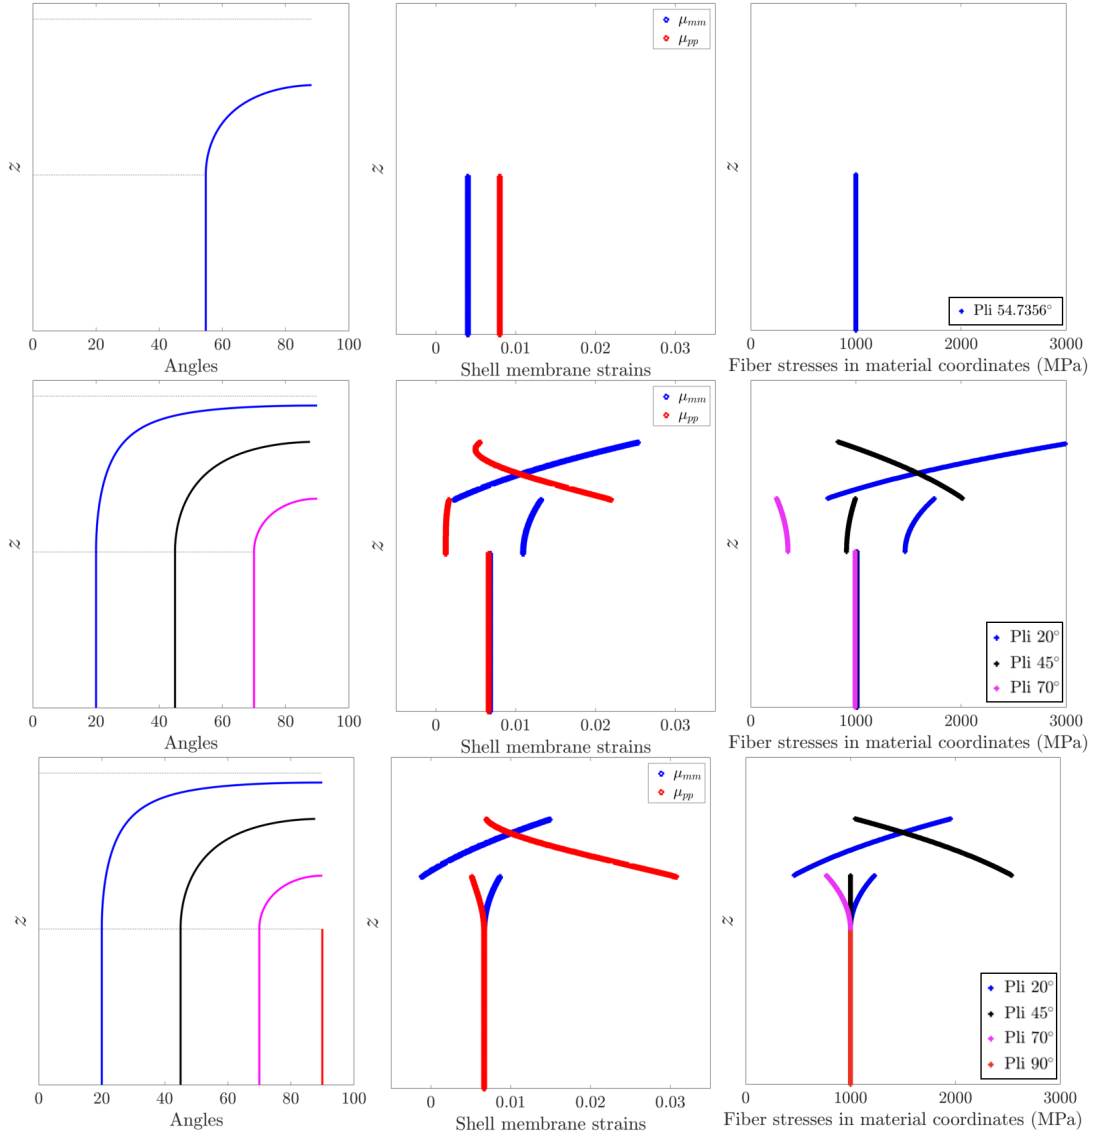 μmm
μpp
z
z
z
Pli 54.7356°
0 20 40 60 80 100
0 0.01 0.02 0.03
0 1000 2000 3000
Angles
Shell membrane strains
Fiber stresses in material coordinates (MPa)
μmm
μpp
z
z
z
Pli 20°
Pli 45°
Pli 70°
0 20 40 60 80 100
0 0.01 0.02 0.03
0 1000 2000 3000
Angles
Shell membrane strains
Fiber stresses in material coordinates (MPa)
μmm
μpp
z
z
z
Pli 20°
Pli 45°
Pli 70°
Pli 90°
0 20 40 60 80 100
0 0.01 0.02 0.03
0 1000 2000 3000
Angles
Shell membrane strains
Fiber stresses in material coordinates (MPa)